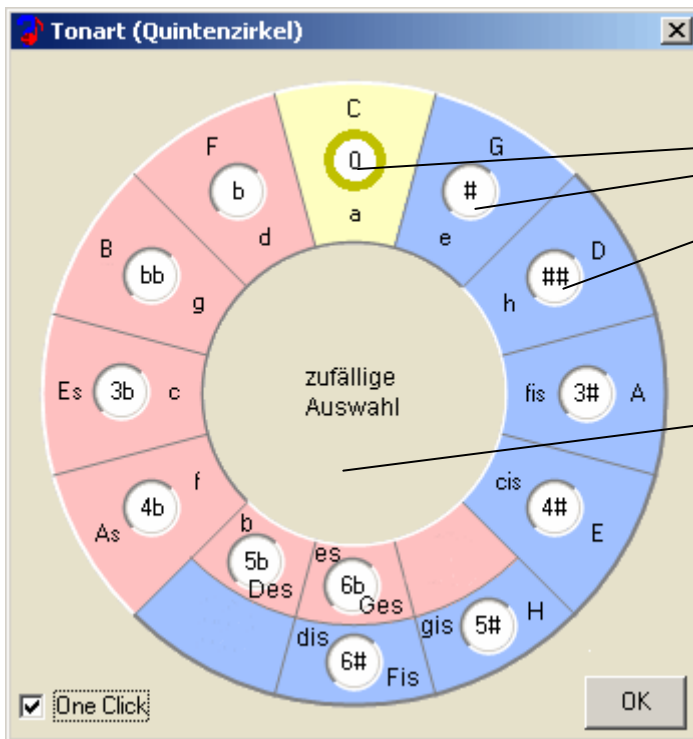 Tonart (Quintenzirkel)
C
0
a
G
#
e
D
##
h
A
3#
fis
E
4#
cis
H
5#
gis
Fis
6#
dis
Ges
6b
es
Des
5b
b
As
4b
f
Es
3b
c
B
bb
g
F
b
d
zufällige
Auswahl
One Click
OK